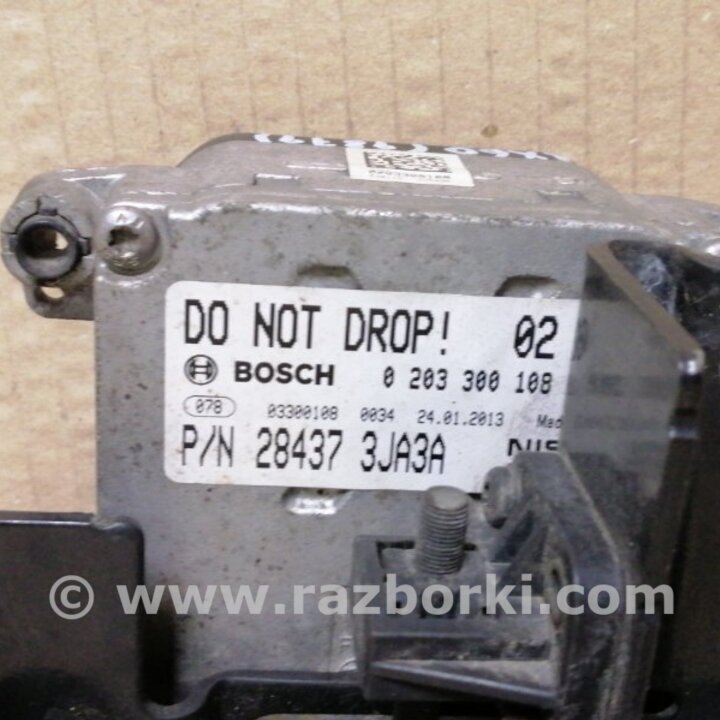 DO NOT DROP! 02
BOSCH 0 203 300 108
078 03300108 0034 24.01.2013
P/N 28437 3JA3A
© www.razborki.com